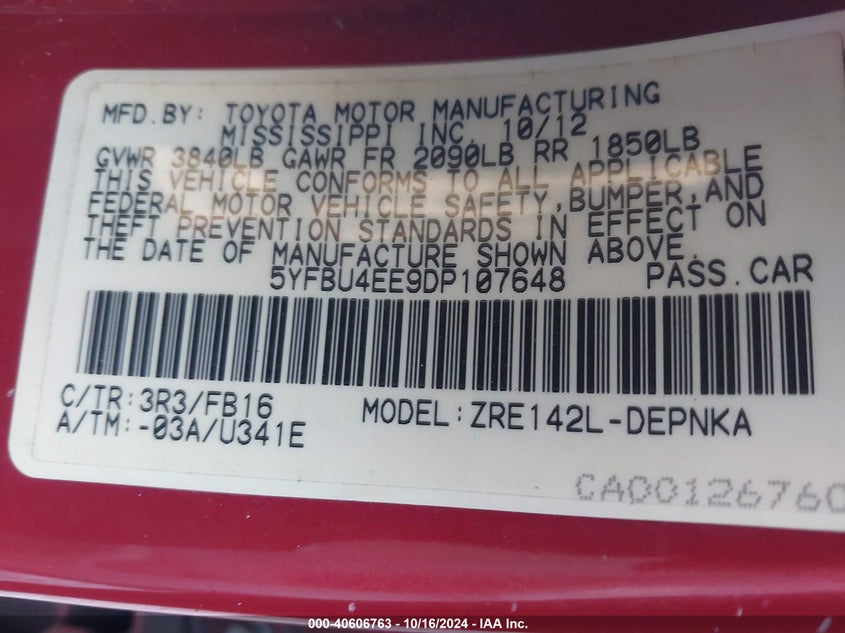 MFD.BY: TOYOTA MOTOR MANUFACTURING
MISSISSIPPI INC. 10/12
GVWR 3840LB GAWR FR 2090LB RR 1850LB
THIS VEHICLE CONFORMS TO ALL APPLICABLE
FEDERAL MOTOR VEHICLE SAFETY,BUMPER,AND
THEFT PREVENTION STANDARDS IN EFFECT ON
THE DATE OF MANUFACTURE SHOWN ABOVE.
5YFBU4EE9DP107648 PASS.CAR
C/TR:3R3/FB16 MODEL:ZRE142L-DEPNKA
A/TM:-03A/U341E
CA00126760
000-40606763 - 10/16/2024 - IAA Inc.